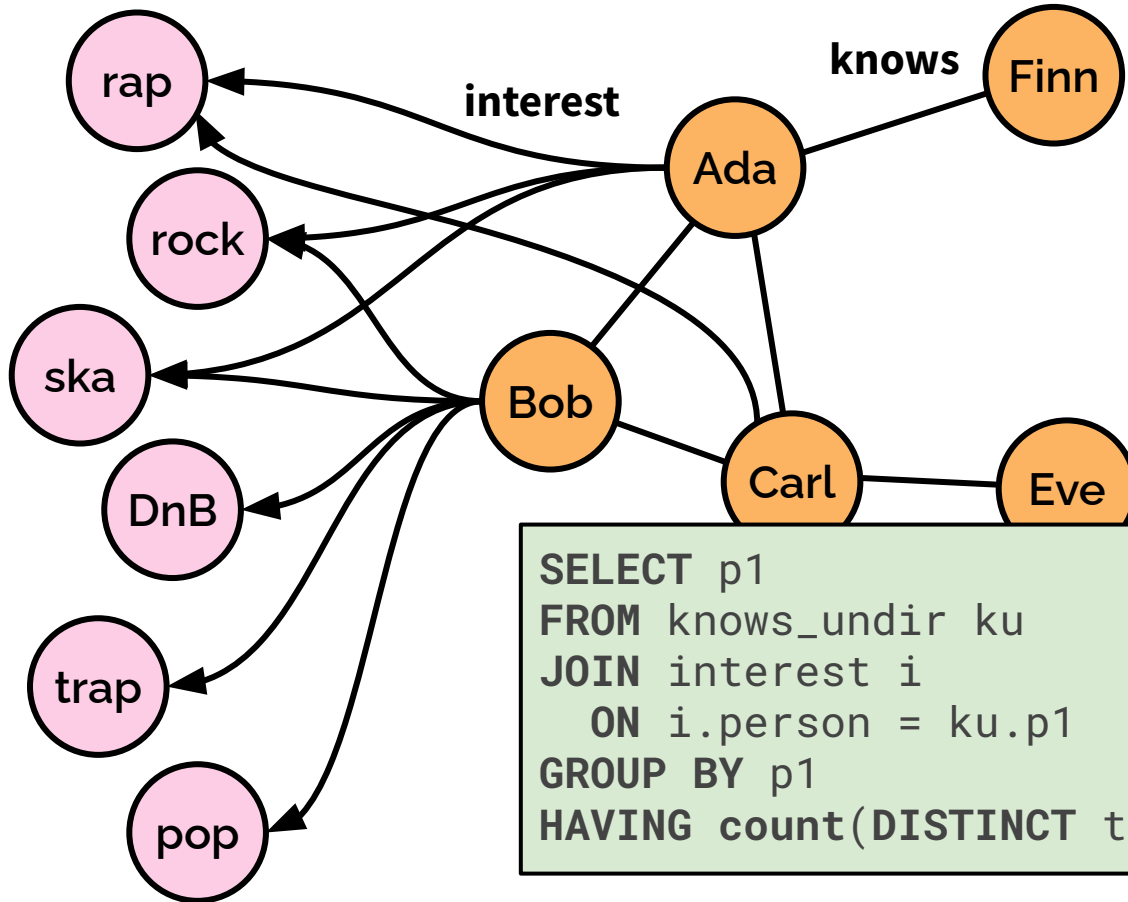 rap
interest
knows
Finn
Ada
rock
ska
Bob
Carl
Eve
DnB
trap
pop
SELECT p1
FROM knows_undir ku
JOIN interest i
ON i.person = ku.p1
GROUP BY p1
HAVING count(DISTINCT t